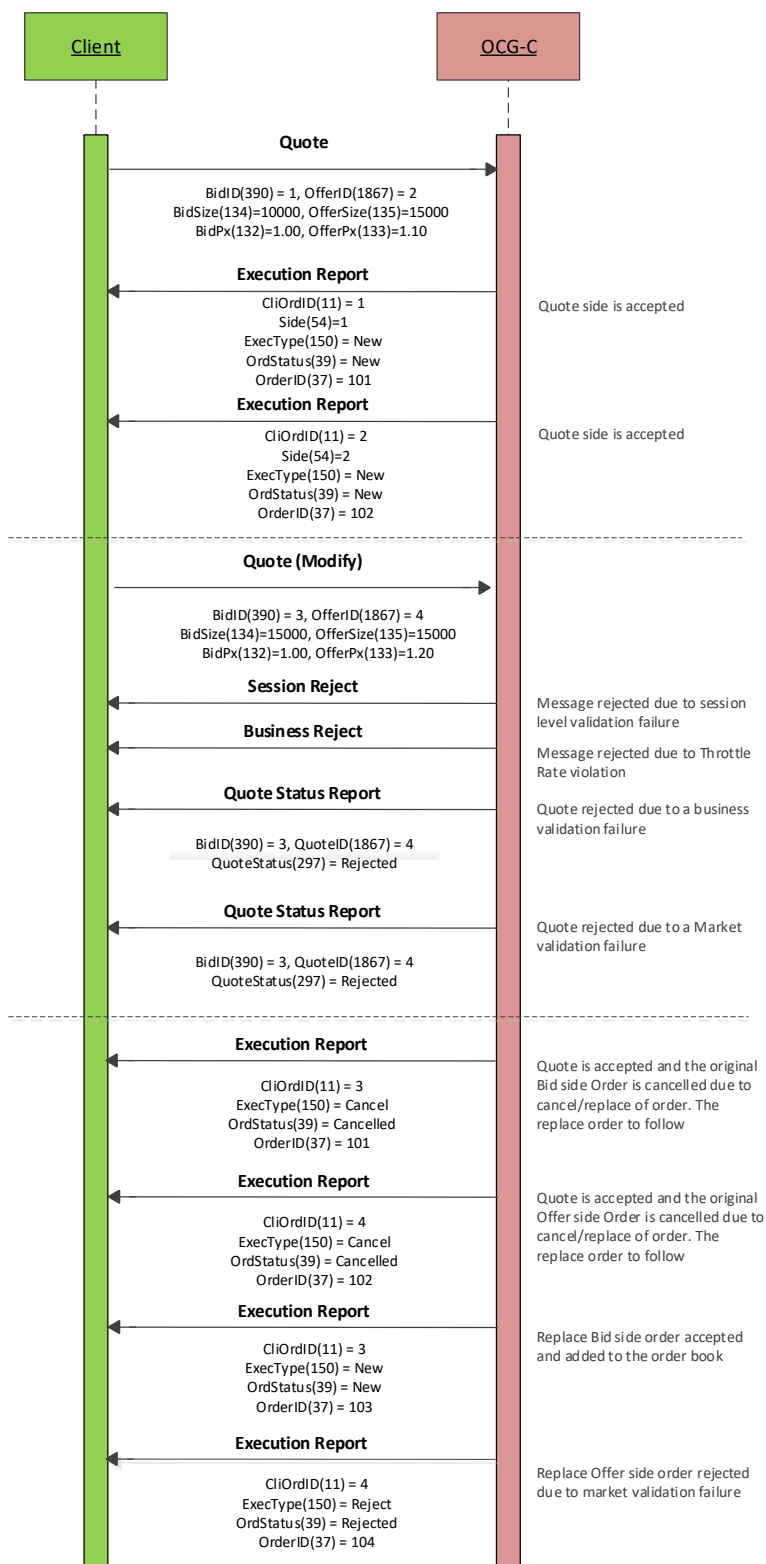 Client
OCG-C
Quote
BidID(390) = 1, OfferID(1867) = 2
BidSize(134)=10000, OfferSize(135)=15000
BidPx(132)=1.00, OfferPx(133)=1.10
Execution Report
CliOrdID(11) = 1
Side(54)=1
ExecType(150) = New
OrdStatus(39) = New
OrderID(37) = 101
Quote side is accepted
Execution Report
CliOrdID(11) = 2
Side(54)=2
ExecType(150) = New
OrdStatus(39) = New
OrderID(37) = 102
Quote side is accepted
Quote (Modify)
BidID(390) = 3, OfferID(1867) = 4
BidSize(134)=15000, OfferSize(135)=15000
BidPx(132)=1.00, OfferPx(133)=1.20
Session Reject
Message rejected due to session
level validation failure
Business Reject
Message rejected due to Throttle
Rate violation
Quote Status Report
Quote rejected due to a business
validation failure
BidID(390) = 3, QuoteID(1867) = 4
QuoteStatus(297) = Rejected
Quote Status Report
Quote rejected due to a Market
validation failure
BidID(390) = 3, QuoteID(1867) = 4
QuoteStatus(297) = Rejected
Execution Report
CliOrdID(11) = 3
ExecType(150) = Cancel
OrdStatus(39) = Cancelled
OrderID(37) = 101
Quote is accepted and the original
Bid side Order is cancelled due to
cancel/replace of order. The
replace order to follow
Execution Report
CliOrdID(11) = 4
ExecType(150) = Cancel
OrdStatus(39) = Cancelled
OrderID(37) = 102
Quote is accepted and the original
Offer side Order is cancelled due to
cancel/replace of order. The
replace order to follow
Execution Report
CliOrdID(11) = 3
ExecType(150) = New
OrdStatus(39) = New
OrderID(37) = 103
Replace Bid side order accepted
and added to the order book
Execution Report
CliOrdID(11) = 4
ExecType(150) = Reject
OrdStatus(39) = Rejected
OrderID(37) = 104
Replace Offer side order rejected
due to market validation failure